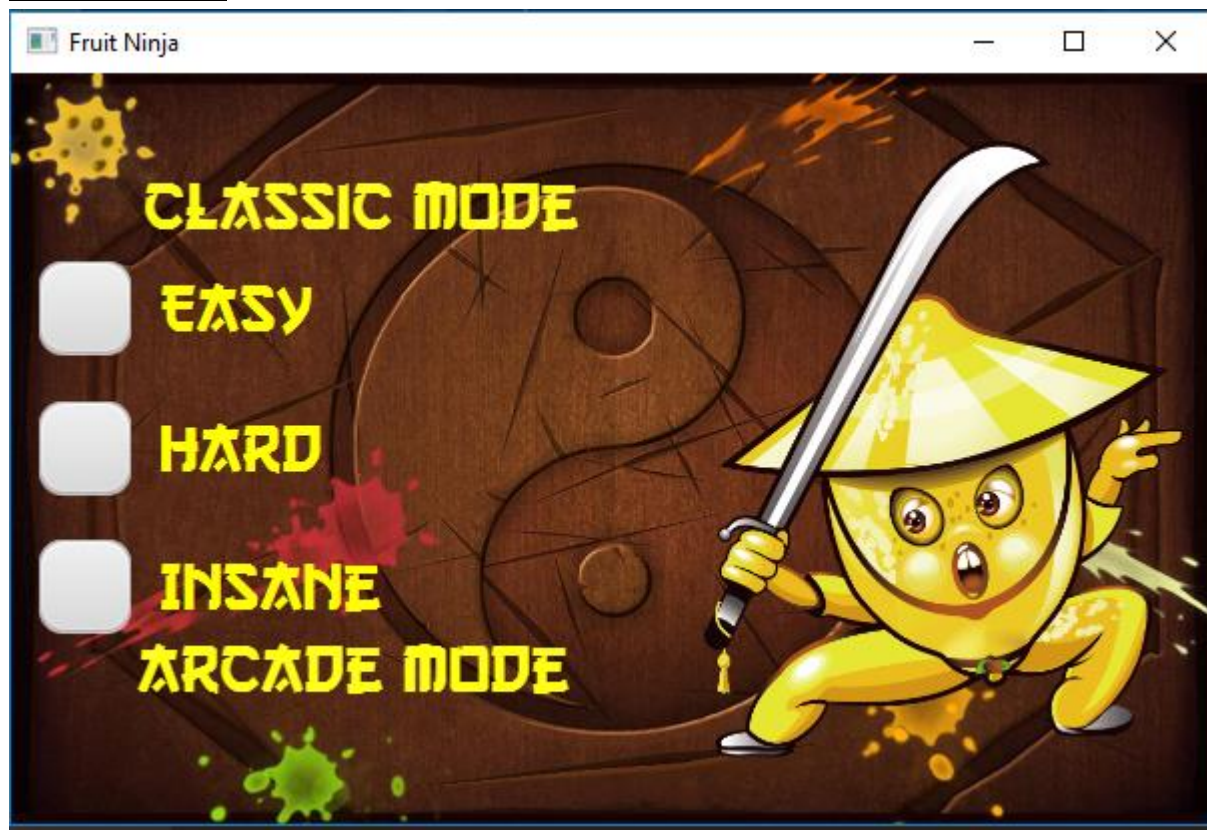 Fruit Ninja
CLASSIC MODE
EASY
HARD
INSANE
ARCADE MODE